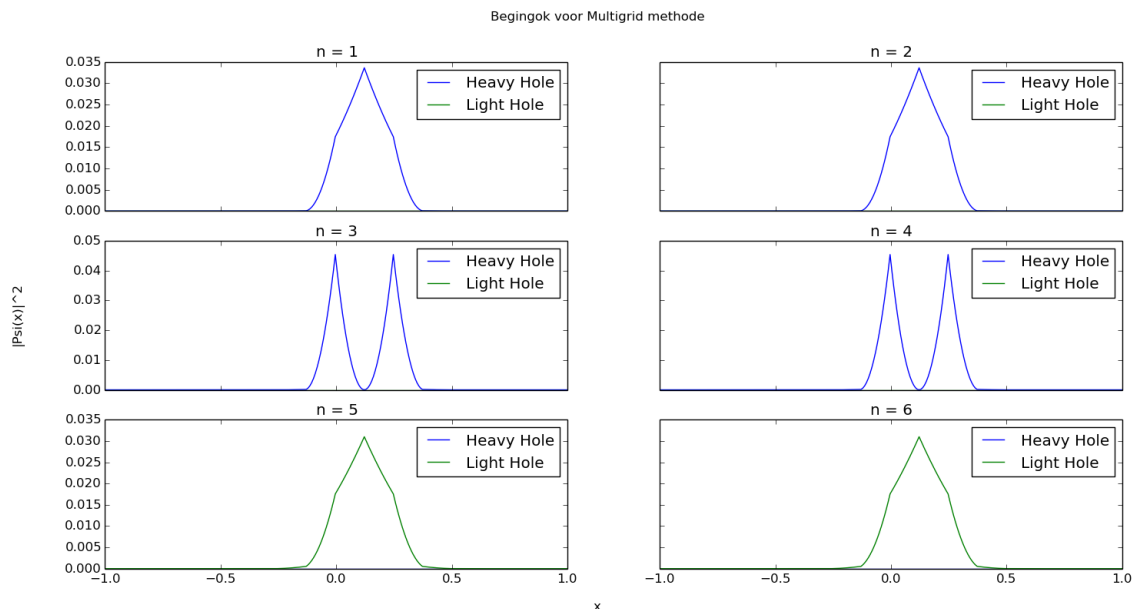 Begingok voor Multigrid methode
n = 1
0.035
0.030
0.025
0.020
0.015
0.010
0.005
0.000
Heavy Hole
Light Hole
n = 2
Heavy Hole
Light Hole
n = 3
0.05
0.04
0.03
0.02
0.01
0.00
Heavy Hole
Light Hole
n = 4
Heavy Hole
Light Hole
|Psi(x)|^2
n = 5
0.035
0.030
0.025
0.020
0.015
0.010
0.005
0.000
Heavy Hole
Light Hole
−1.0 −0.5 0.0 0.5 1.0
n = 6
Heavy Hole
Light Hole
−1.0 −0.5 0.0 0.5 1.0
x